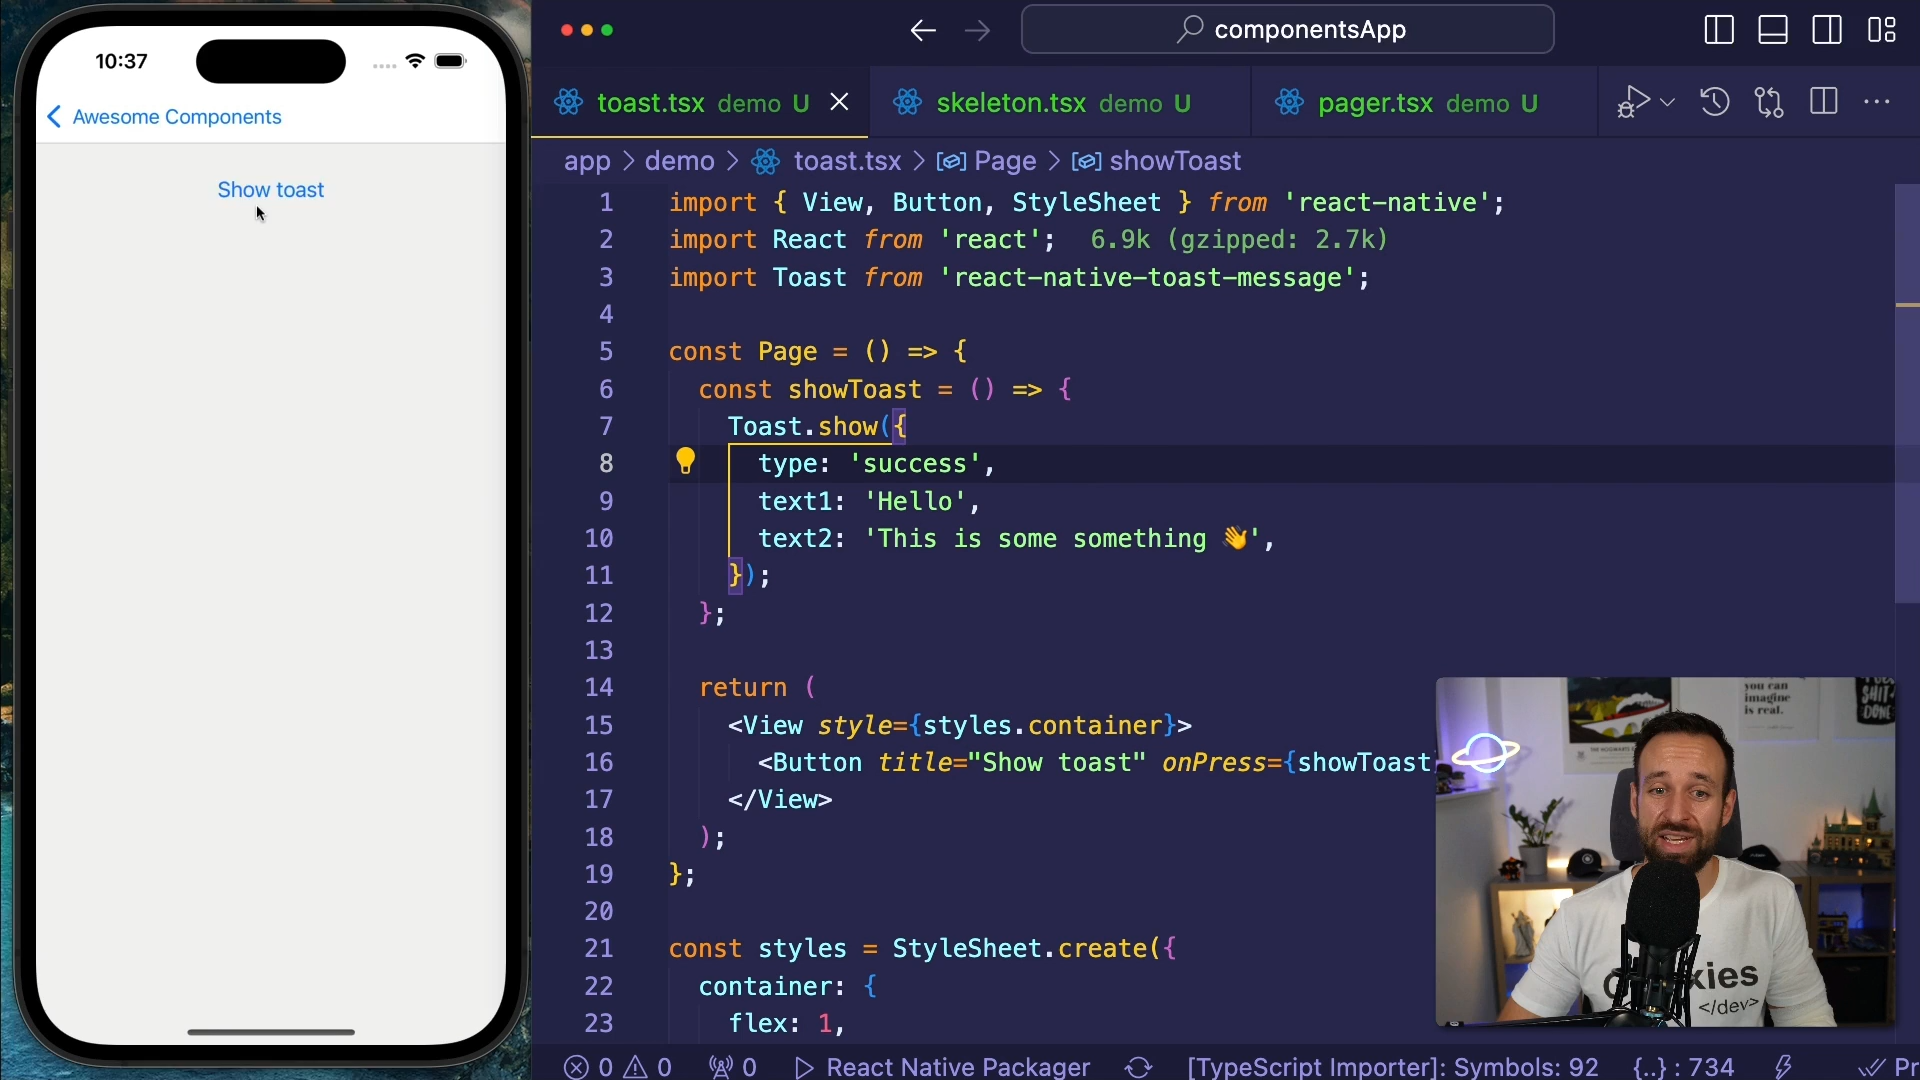 10:37
Awesome Components
Show toast
componentsApp
toast.tsx demo U
skeleton.tsx demo U
pager.tsx demo U
app > demo > toast.tsx > Page > showToast
1 import { View, Button, StyleSheet } from 'react-native';
2 import React from 'react'; 6.9k (gzipped: 2.7k)
3 import Toast from 'react-native-toast-message';
4
5 const Page = () => {
6 const showToast = () => {
7 Toast.show({
8 type: 'success',
9 text1: 'Hello',
10 text2: 'This is some something 👋',
11 });
12 };
13
14 return (
15 <View style={styles.container}>
16 <Button title="Show toast" onPress={showToast
17 </View>
18 );
19 };
20
21 const styles = StyleSheet.create({
22 container: {
23 flex: 1,
you can
imagine
is real.
SHIT
DONE
</dev>
0 0 0 React Native Packager [TypeScript Importer]: Symbols: 92 {..} : 734 Pr